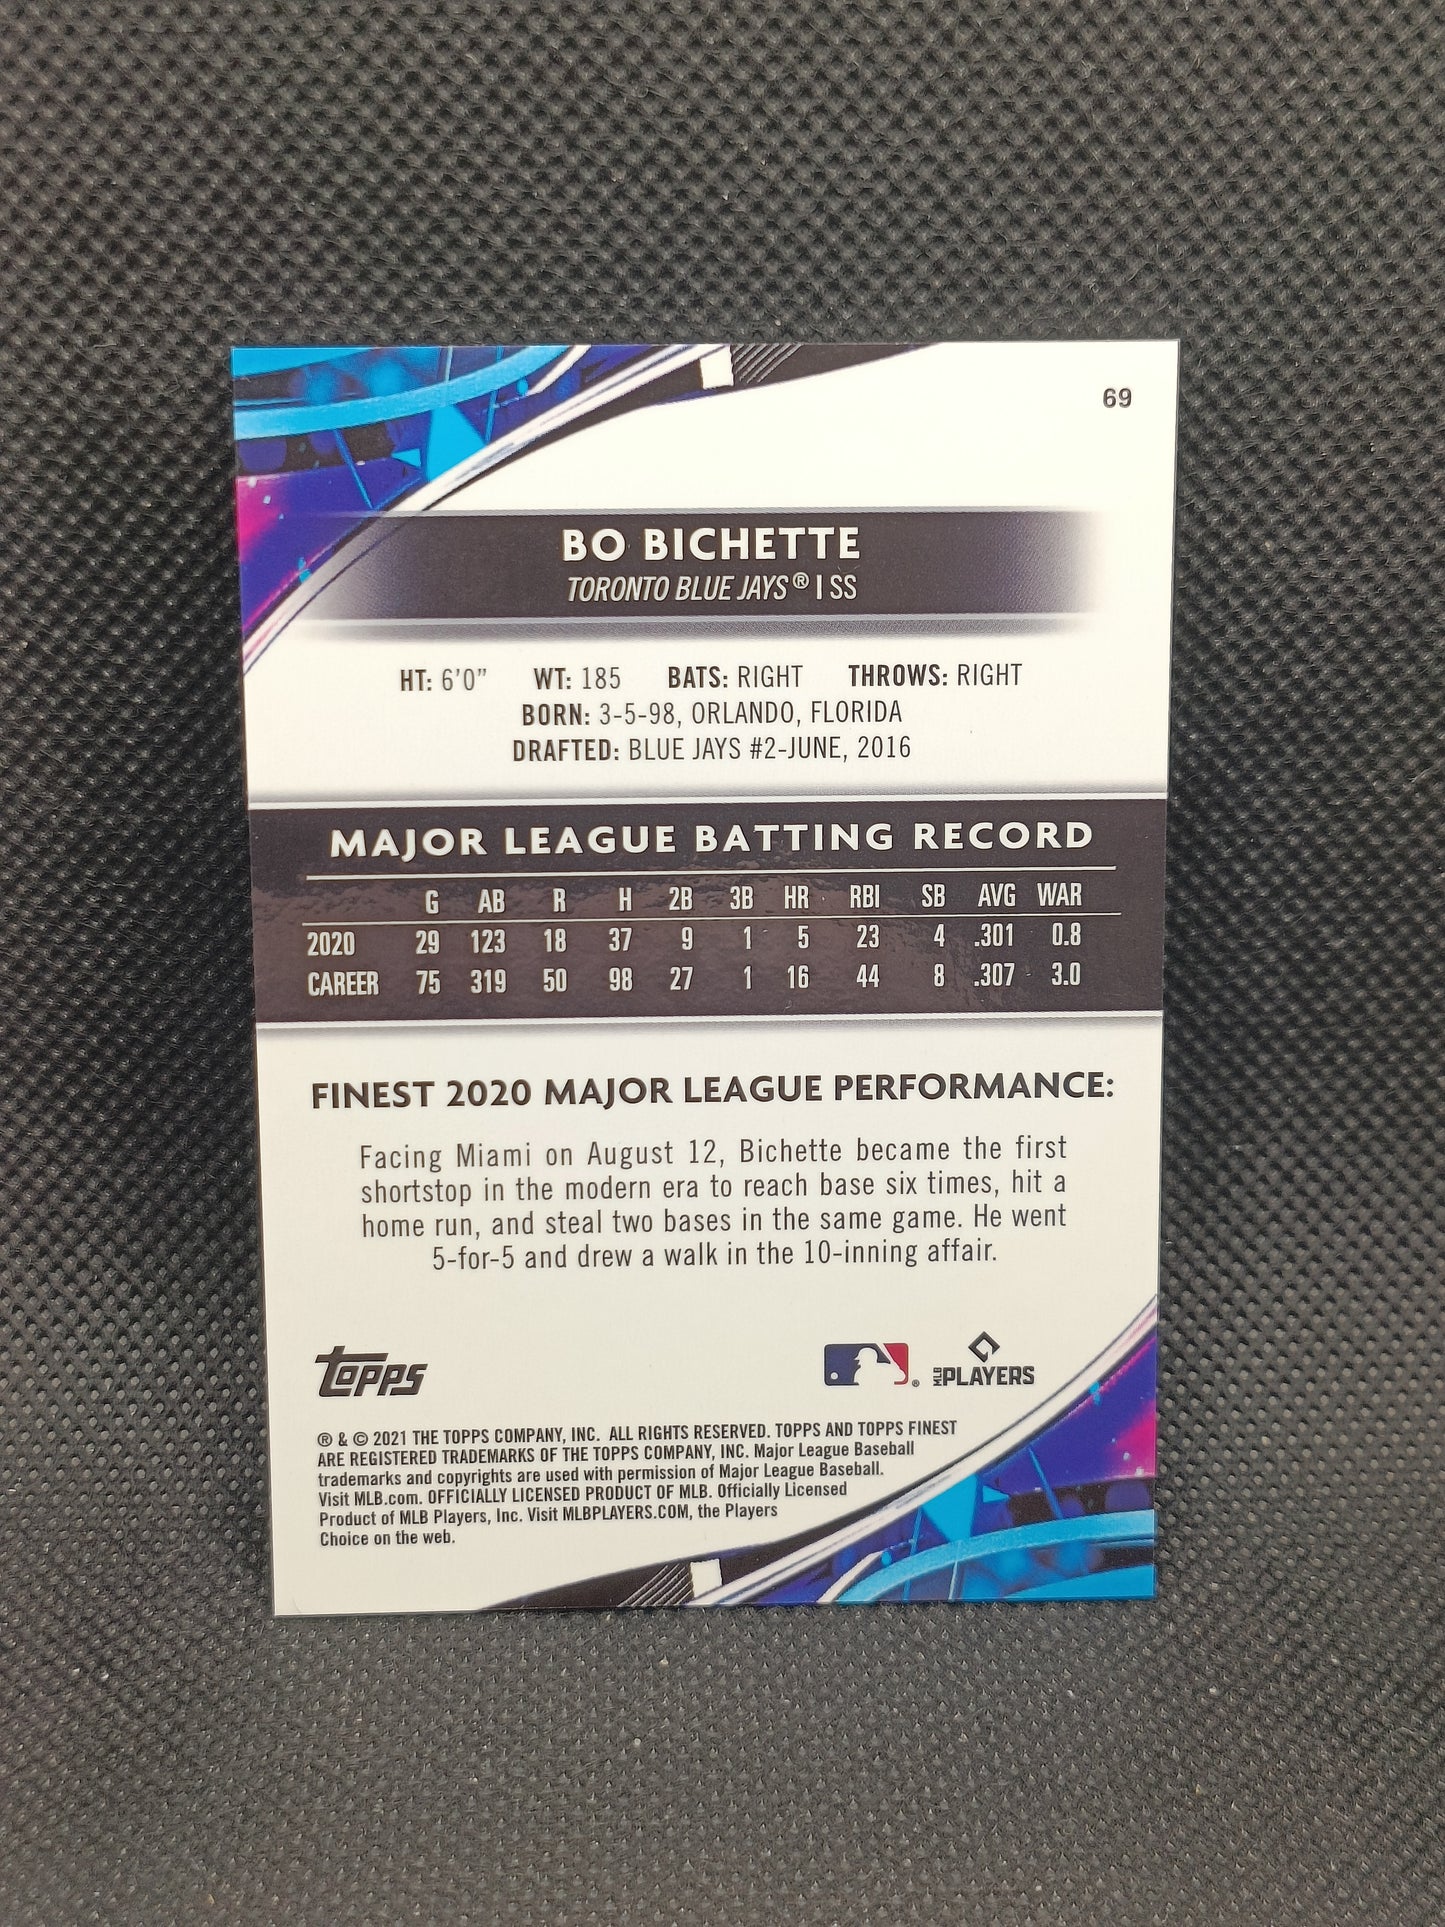 69
BO BICHETTE
TORONTO BLUE JAYS® | SS
HT: 6'0" WT: 185 BATS: RIGHT THROWS: RIGHT
BORN: 3-5-98, ORLANDO, FLORIDA
DRAFTED: BLUE JAYS #2-JUNE, 2016
MAJOR LEAGUE BATTING RECORD
G AB R H 2B 3B HR RBI SB AVG WAR
2020 29 123 18 37 9 1 5 23 4 .301 0.8
CAREER 75 319 50 98 27 1 16 44 8 .307 3.0
FINEST 2020 MAJOR LEAGUE PERFORMANCE:
Facing Miami on August 12, Bichette became the first
shortstop in the modern era to reach base six times, hit a
home run, and steal two bases in the same game. He went
5-for-5 and drew a walk in the 10-inning affair.
TOPPS ® MLB PLAYERS
® & © 2021 THE TOPPS COMPANY, INC. ALL RIGHTS RESERVED. TOPPS AND TOPPS FINEST
ARE REGISTERED TRADEMARKS OF THE TOPPS COMPANY, INC. Major League Baseball
trademarks and copyrights are used with permission of Major League Baseball.
Visit MLB.com. OFFICIALLY LICENSED PRODUCT OF MLB. Officially Licensed
Product of MLB Players, Inc. Visit MLBPLAYERS.COM, the Players
Choice on the web.